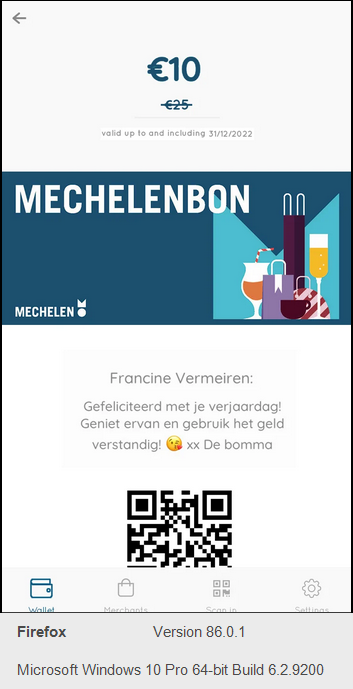 €10
€25
valid up to and including 31/12/2022
MECHELENBON
MECHELEN
Francine Vermeiren:
Gefeliciteerd met je verjaardag!
Geniet ervan en gebruik het geld
verstandig! 😘 xx De bomma
Wallet Merchants Scan in Settings
Firefox Version 86.0.1
Microsoft Windows 10 Pro 64-bit Build 6.2.9200